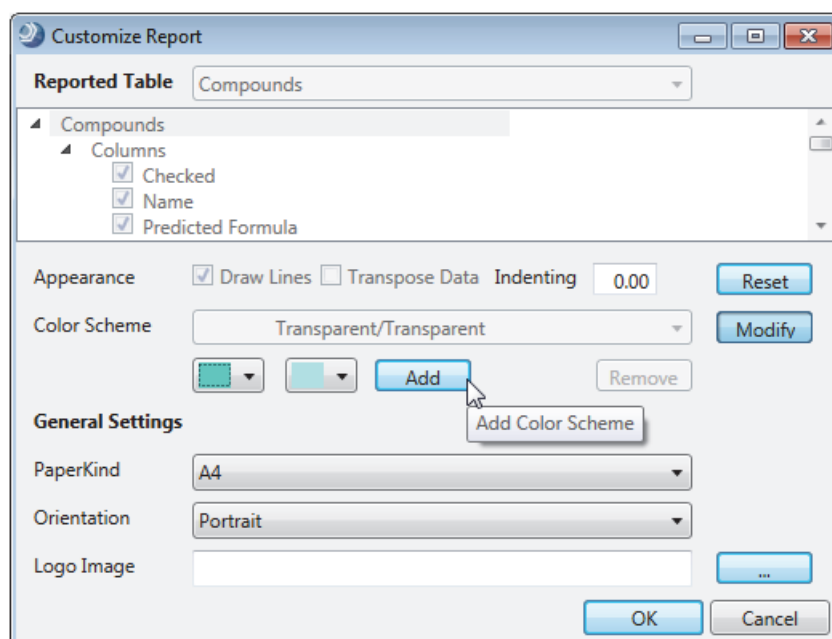 Customize Report
Reported Table Compounds
Compounds
Columns
Checked
Name
Predicted Formula
Appearance Draw Lines Transpose Data Indenting 0.00 Reset
Color Scheme Transparent/Transparent Modify
Add Remove
Add Color Scheme
General Settings
PaperKind A4
Orientation Portrait
Logo Image ...
OK Cancel